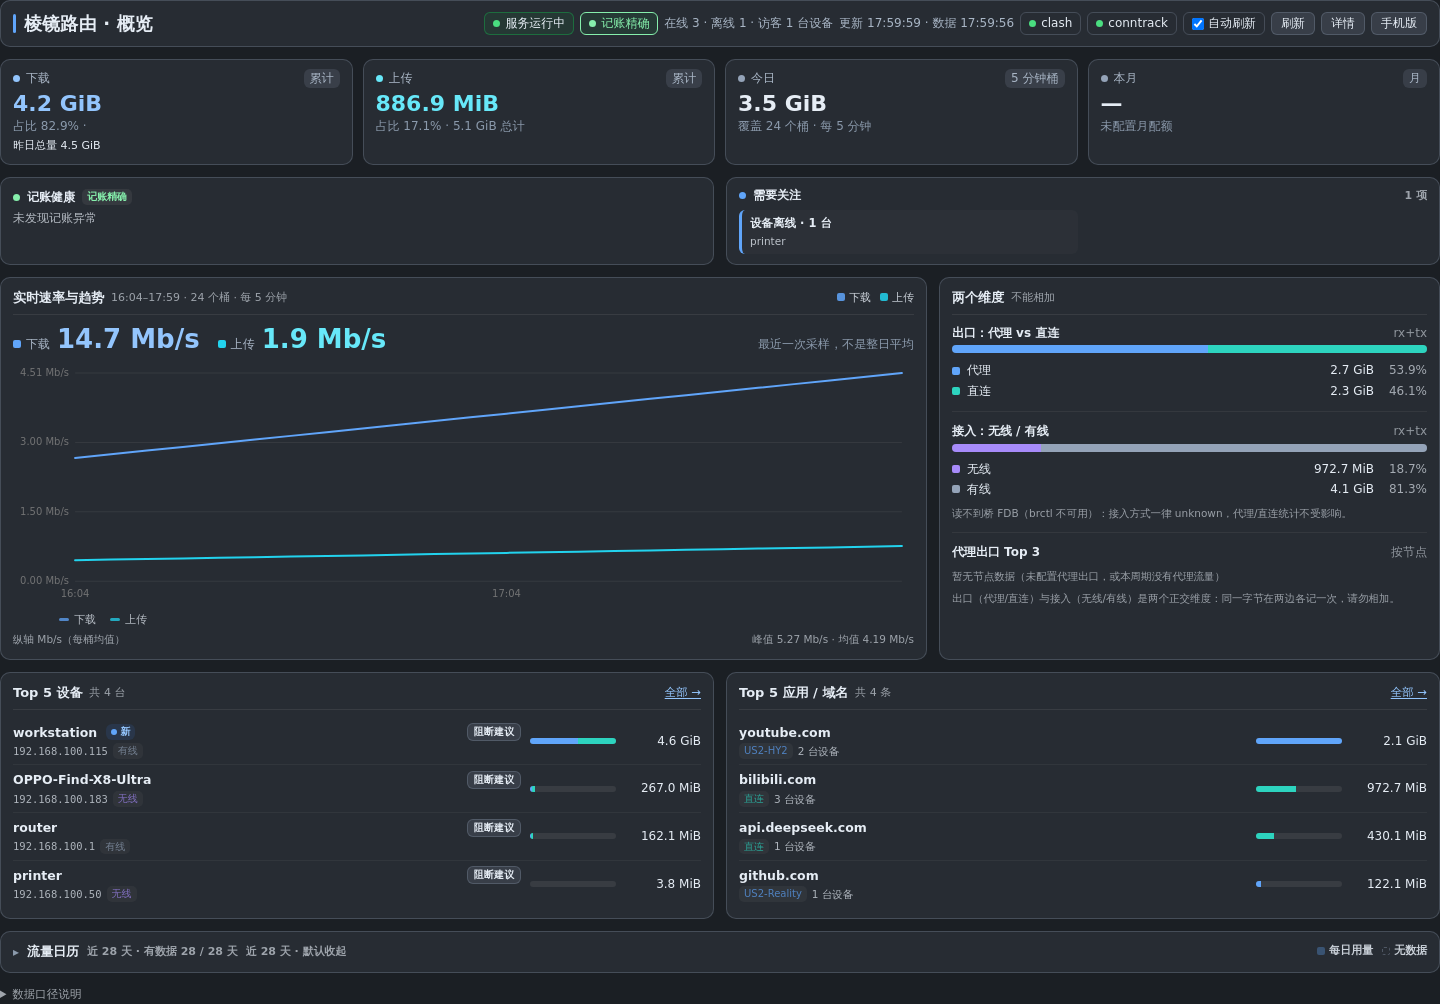 棱镜路由 · 概览
服务运行中 记账精确 在线 3 · 离线 1 · 访客 1 台设备 更新 17:59:59 · 数据 17:59:56 clash conntrack 自动刷新 刷新 详情 手机版
下载 累计
4.2 GiB
占比 82.9% ·
昨日总量 4.5 GiB
上传 累计
886.9 MiB
占比 17.1% · 5.1 GiB 总计
今日 5 分钟桶
3.5 GiB
覆盖 24 个桶 · 每 5 分钟
本月 月
—
未配置月配额
记账健康 记账精确
未发现记账异常
需要关注 1 项
设备离线 · 1 台
printer
实时速率与趋势 16:04–17:59 · 24 个桶 · 每 5 分钟 下载 上传
下载 14.7 Mb/s 上传 1.9 Mb/s 最近一次采样，不是整日平均
4.51 Mb/s
3.00 Mb/s
1.50 Mb/s
0.00 Mb/s
16:04 17:04
下载 上传
纵轴 Mb/s（每桶均值） 峰值 5.27 Mb/s · 均值 4.19 Mb/s
两个维度 不能相加
出口：代理 vs 直连 rx+tx
代理 2.7 GiB 53.9%
直连 2.3 GiB 46.1%
接入：无线 / 有线 rx+tx
无线 972.7 MiB 18.7%
有线 4.1 GiB 81.3%
读不到桥 FDB（brctl 不可用）：接入方式一律 unknown，代理/直连统计不受影响。
代理出口 Top 3 按节点
暂无节点数据（未配置代理出口，或本周期没有代理流量）
出口（代理/直连）与接入（无线/有线）是两个正交维度：同一字节在两边各记一次，请勿相加。
Top 5 设备 共 4 台 全部 →
workstation 新 阻断建议 4.6 GiB
192.168.100.115 有线
OPPO-Find-X8-Ultra 阻断建议 267.0 MiB
192.168.100.183 无线
router 阻断建议 162.1 MiB
192.168.100.1 有线
printer 阻断建议 3.8 MiB
192.168.100.50 无线
Top 5 应用 / 域名 共 4 条 全部 →
youtube.com 2.1 GiB
US2-HY2 2 台设备
bilibili.com 972.7 MiB
直连 3 台设备
api.deepseek.com 430.1 MiB
直连 1 台设备
github.com 122.1 MiB
US2-Reality 1 台设备
▸ 流量日历 近 28 天 · 有数据 28 / 28 天 近 28 天 · 默认收起 每日用量 无数据
▶ 数据口径说明